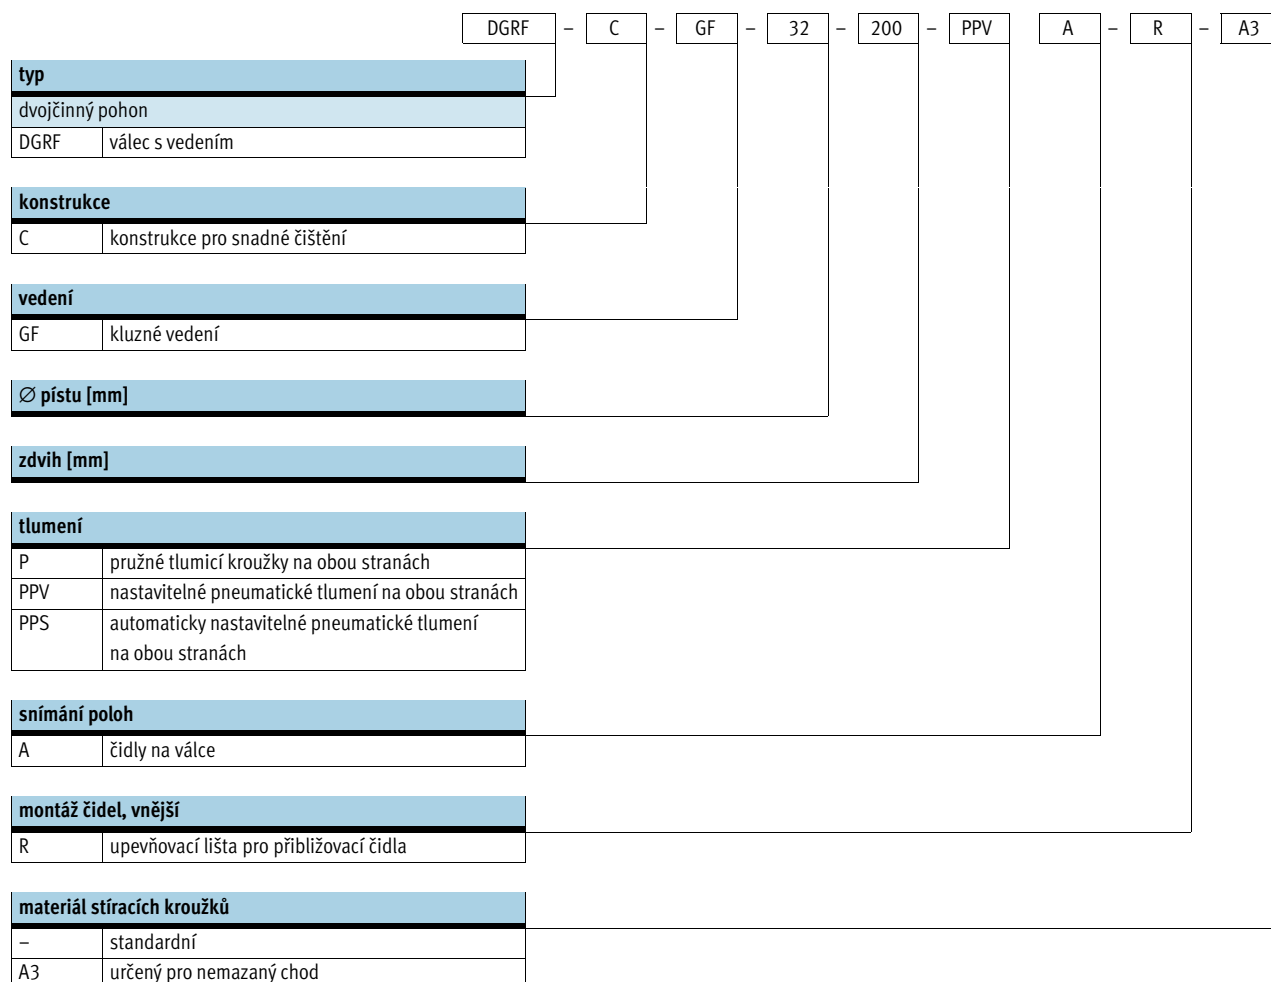 DGRF – C – GF – 32 – 200 – PPV A – R – A3
typ
dvojčinný pohon
DGRF válec s vedením
konstrukce
C konstrukce pro snadné čištění
vedení
GF kluzné vedení
∅ pístu [mm]
zdvih [mm]
tlumení
P pružné tlumicí kroužky na obou stranách
PPV nastavitelné pneumatické tlumení na obou stranách
PPS automaticky nastavitelné pneumatické tlumení
na obou stranách
snímání poloh
A čidly na válce
montáž čidel, vnější
R upevňovací lišta pro přibližovací čidla
materiál stíracích kroužků
– standardní
A3 určený pro nemazaný chod